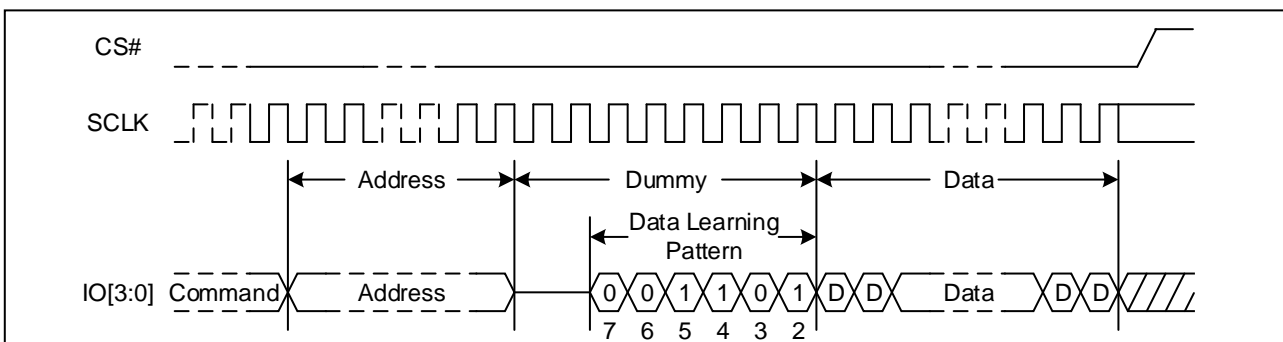 CS#
SCLK
Address Dummy Data
Data Learning
Pattern
IO[3:0] Command Address 0 0 1 1 0 1 D D Data D D
7 6 5 4 3 2